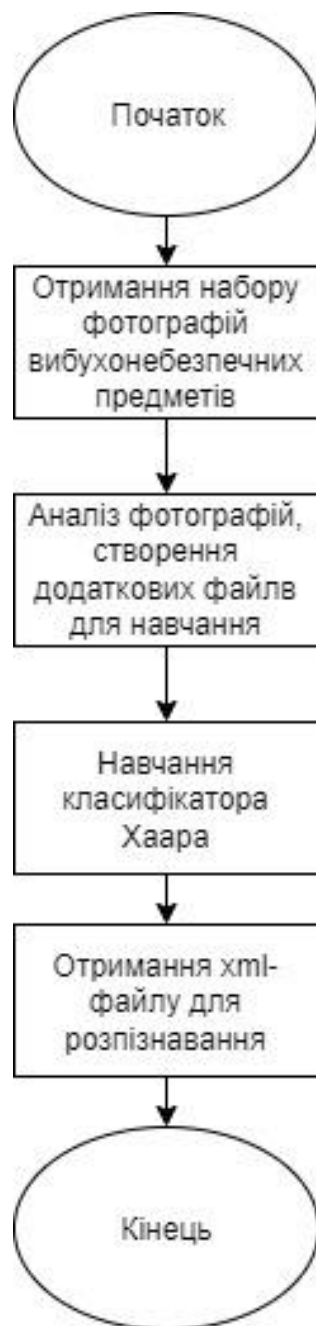 Початок
Отримання набору
фотографій
вибухонебезпечних
предметів
Аналіз фотографій,
створення
додаткових файлв
для навчання
Навчання
класифікатора
Хаара
Отримання xml-
файлу для
розпізнавання
Кінець